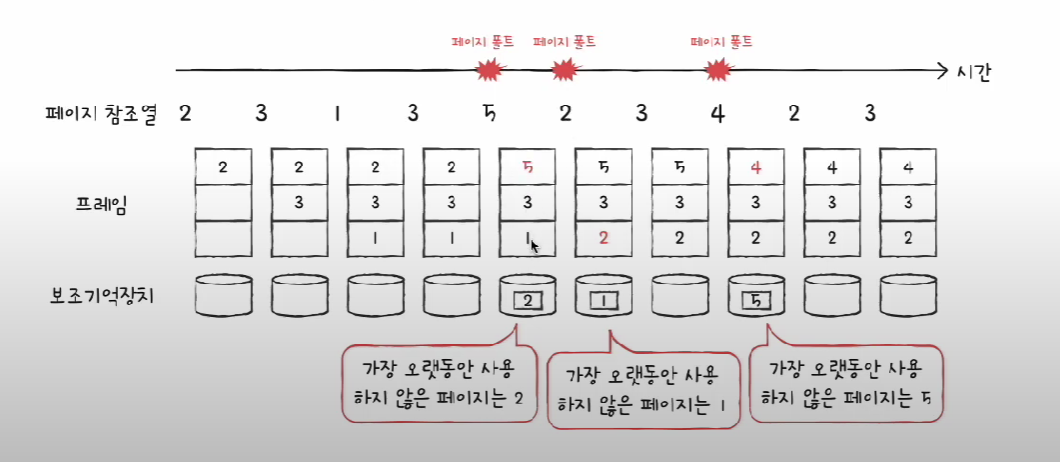 페이지 폴트 페이지 폴트 페이지 폴트
시간
페이지 참조열 2 3 1 3 5 2 3 4 2 3
2 2 2 2 5 5 5 4 4 4
프레임 3 3 3 3 3 3 3 3 3
1 1 1 2 2 2 2 2
보조기억장치 2 1 5
가장 오랫동안 사용
하지 않은 페이지는 2
가장 오랫동안 사용
하지 않은 페이지는 1
가장 오랫동안 사용
하지 않은 페이지는 5